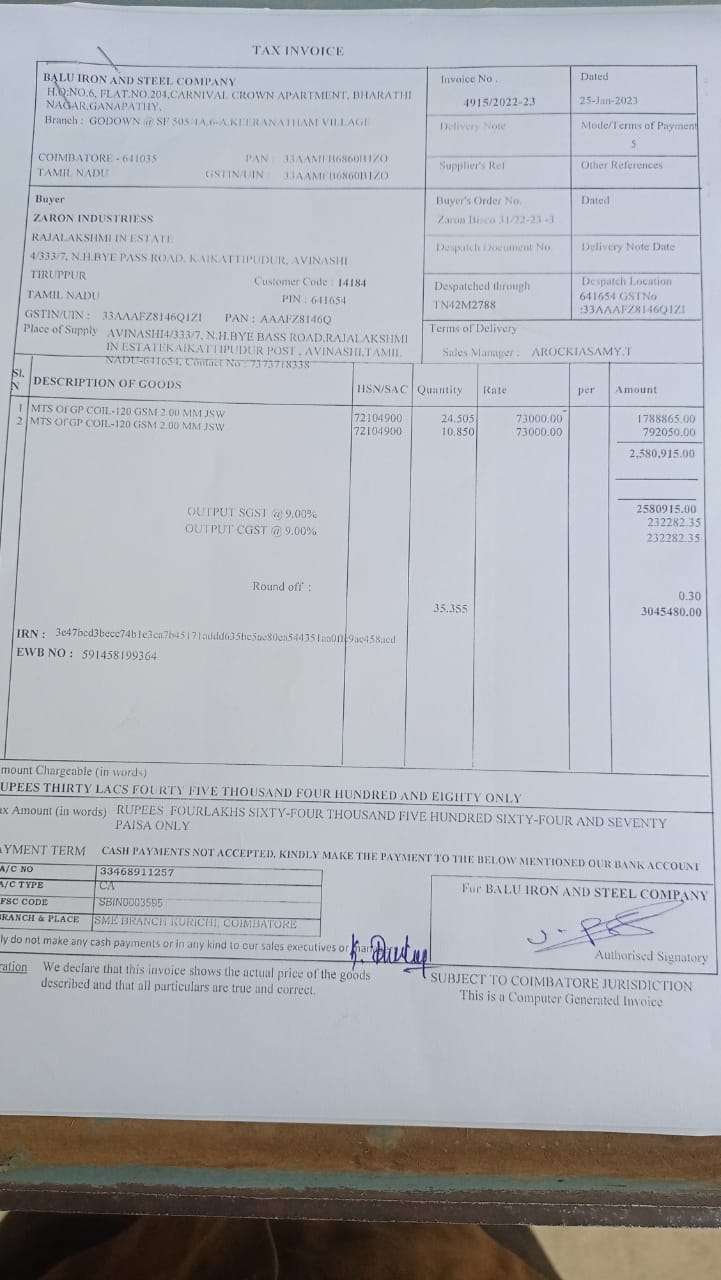 TAX INVOICE
BALU IRON AND STEEL COMPANY
H.O:NO.6, FLAT.NO.204,CARNIVAL CROWN APARTMENT, BHARATHI
NAGAR,GANAPATHY,
Branch : GODOWN @ SF 505/1A,6-A,KEERANATHAM VILLAGE
COIMBATORE - 641035 PAN : 33AAMFB6860B1ZO
TAMIL NADU GSTIN/UIN : 33AAMFB6860B1ZO
Invoice No . Dated
4915/2022-23 25-Jan-2023
Delivery Note Mode/Terms of Payment
5
Supplier's Ref Other References
Buyer
ZARON INDUSTRIESS
RAJALAKSHMI IN ESTATE
4/333/7, N.H.BYE PASS ROAD, KAIKATTIPUDUR, AVINASHI
TIRUPPUR Customer Code : 14184
TAMIL NADU PIN : 641654
GSTIN/UIN : 33AAAFZ8146Q1ZI PAN : AAAFZ8146Q
Place of Supply AVINASHI4/333/7, N.H.BYE BASS ROAD,RAJALAKSHMI
IN ESTATEKAIKATTIPUDUR POST , AVINASHI,TAMIL
NADU-641654, Contact No : 7373718338
Buyer's Order No. Dated
Zaron Bisco 31/22-23 -3
Despatch Document No. Delivery Note Date
Despatched through Despatch Location
TN42M2788 641654 GSTNo
:33AAAFZ8146Q1ZI
Terms of Delivery
Sales Manager : AROCKIASAMY.T
Sl.
N DESCRIPTION OF GOODS HSN/SAC Quantity Rate per Amount
1 MTS Of GP COIL-120 GSM 2.00 MM JSW 72104900 24.505 73000.00 1788865.00
2 MTS Of GP COIL-120 GSM 2.00 MM JSW 72104900 10.850 73000.00 792050.00
2,580,915.00
2580915.00
OUTPUT SGST @ 9.00% 232282.35
OUTPUT CGST @ 9.00% 232282.35
Round off : 0.30
35.355 3045480.00
IRN :
EWB NO : 591458199364
mount Chargeable (in words)
UPEES THIRTY LACS FOURTY FIVE THOUSAND FOUR HUNDRED AND EIGHTY ONLY
ax Amount (in words) RUPEES FOURLAKHS SIXTY-FOUR THOUSAND FIVE HUNDRED SIXTY-FOUR AND SEVENTY
PAISA ONLY
AYMENT TERM CASH PAYMENTS NOT ACCEPTED, KINDLY MAKE THE PAYMENT TO THE BELOW MENTIONED OUR BANK ACCOUNT
A/C NO 33468911257
A/C TYPE CA
FSC CODE SBIN0003595
RANCH & PLACE SME BRANCH KURICHI, COIMBATORE
ly do not make any cash payments or in any kind to our sales executives or
For BALU IRON AND STEEL COMPANY
Authorised Signatory
ration We declare that this invoice shows the actual price of the goods
described and that all particulars are true and correct.
SUBJECT TO COIMBATORE JURISDICTION
This is a Computer Generated Invoice